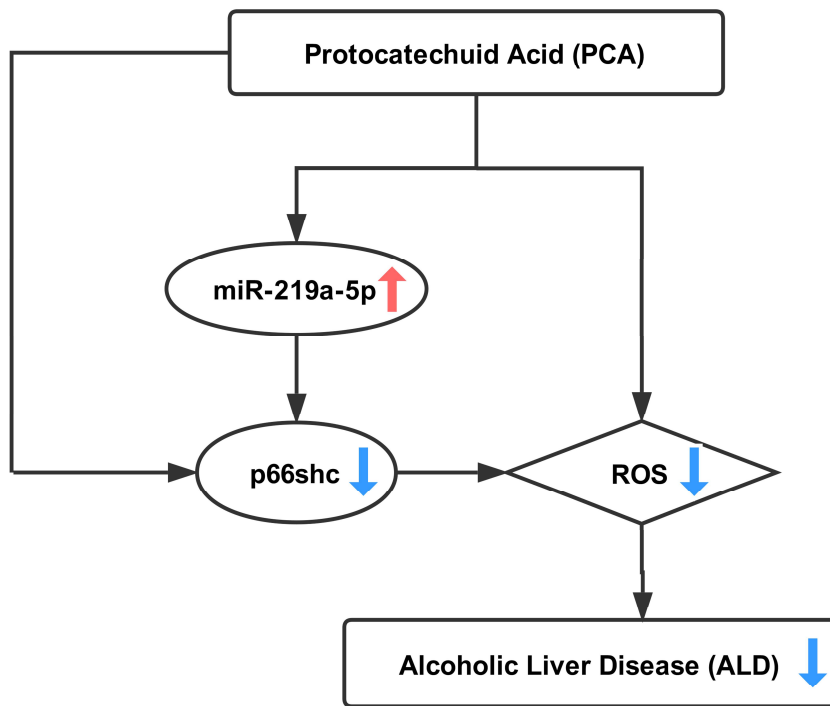 Protocatechuid Acid (PCA)
miR-219a-5p
p66shc
ROS
Alcoholic Liver Disease (ALD)